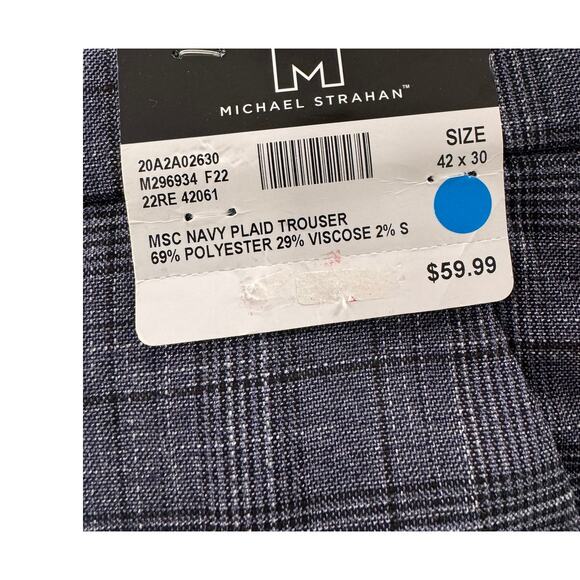 M
MICHAEL STRAHAN™
20A2A02630
M296934 F22
22RE 42061
SIZE
42 x 30
MSC NAVY PLAID TROUSER
69% POLYESTER 29% VISCOSE 2% S
$59.99